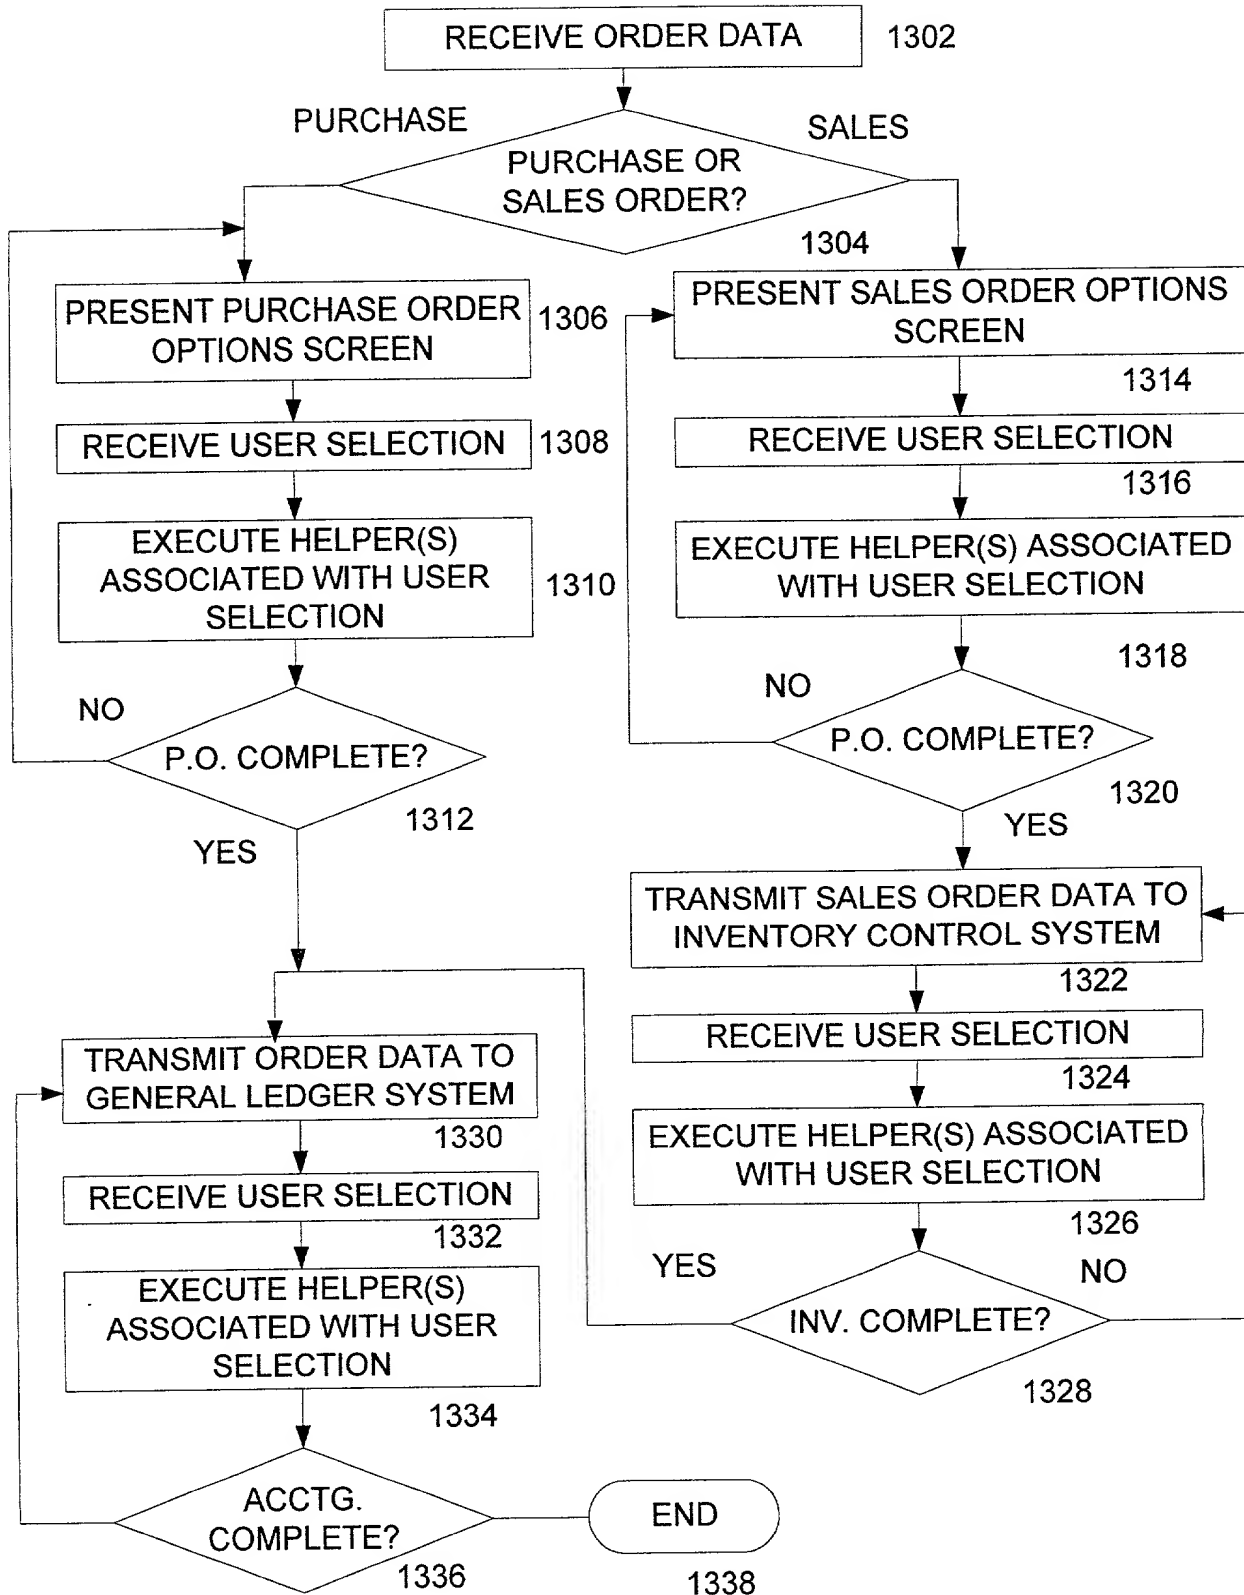 RECEIVE ORDER DATA
1302
PURCHASE
SALES
PURCHASE OR
SALES ORDER?
1304
PRESENT PURCHASE ORDER
OPTIONS SCREEN
1306
RECEIVE USER SELECTION
1308
EXECUTE HELPER(S)
ASSOCIATED WITH USER
SELECTION
1310
NO
P.O. COMPLETE?
1312
YES
PRESENT SALES ORDER OPTIONS
SCREEN
1314
RECEIVE USER SELECTION
1316
EXECUTE HELPER(S) ASSOCIATED
WITH USER SELECTION
1318
NO
P.O. COMPLETE?
1320
YES
TRANSMIT SALES ORDER DATA TO
INVENTORY CONTROL SYSTEM
1322
RECEIVE USER SELECTION
1324
EXECUTE HELPER(S) ASSOCIATED
WITH USER SELECTION
1326
YES
NO
INV. COMPLETE?
1328
TRANSMIT ORDER DATA TO
GENERAL LEDGER SYSTEM
1330
RECEIVE USER SELECTION
1332
EXECUTE HELPER(S)
ASSOCIATED WITH USER
SELECTION
1334
ACCTG.
COMPLETE?
1336
END
1338